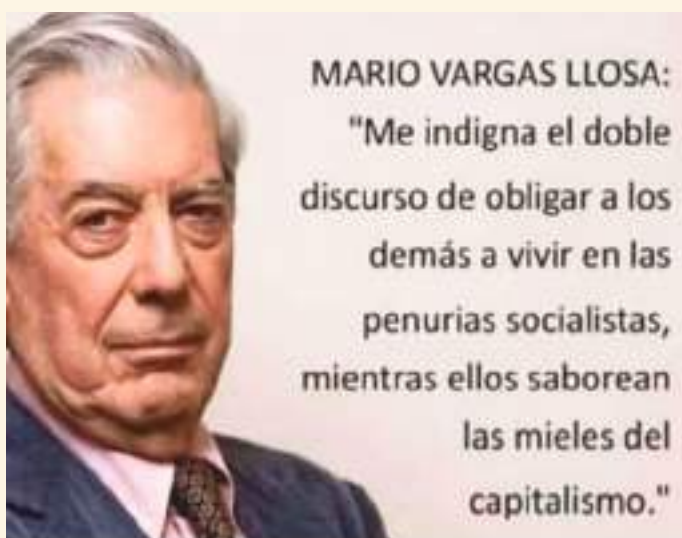 MARIO VARGAS LLOSA:
"Me indigna el doble
discurso de obligar a los
demás a vivir en las
penurias socialistas,
mientras ellos saborean
las mieles del
capitalismo."